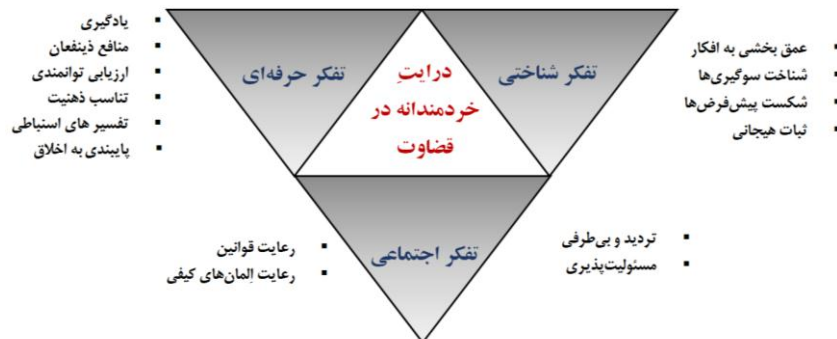 عمق بخشی به افکار
شناخت سوگیری‌ها
شکست پیش‌فرض‌ها
ثبات هیجانی
تفکر شناختی
درایتِ
خردمندانه در
قضاوت
تفکر حرفه‌ای
یادگیری
منافع ذینفعان
ارزیابی توانمندی
تناسب ذهنیت
تفسیر های استنباطی
پایبندی به اخلاق
تردید و بی‌طرفی
مسئولیت‌پذیری
تفکر اجتماعی
رعایت قوانین
رعایت اِلمان‌های کیفی